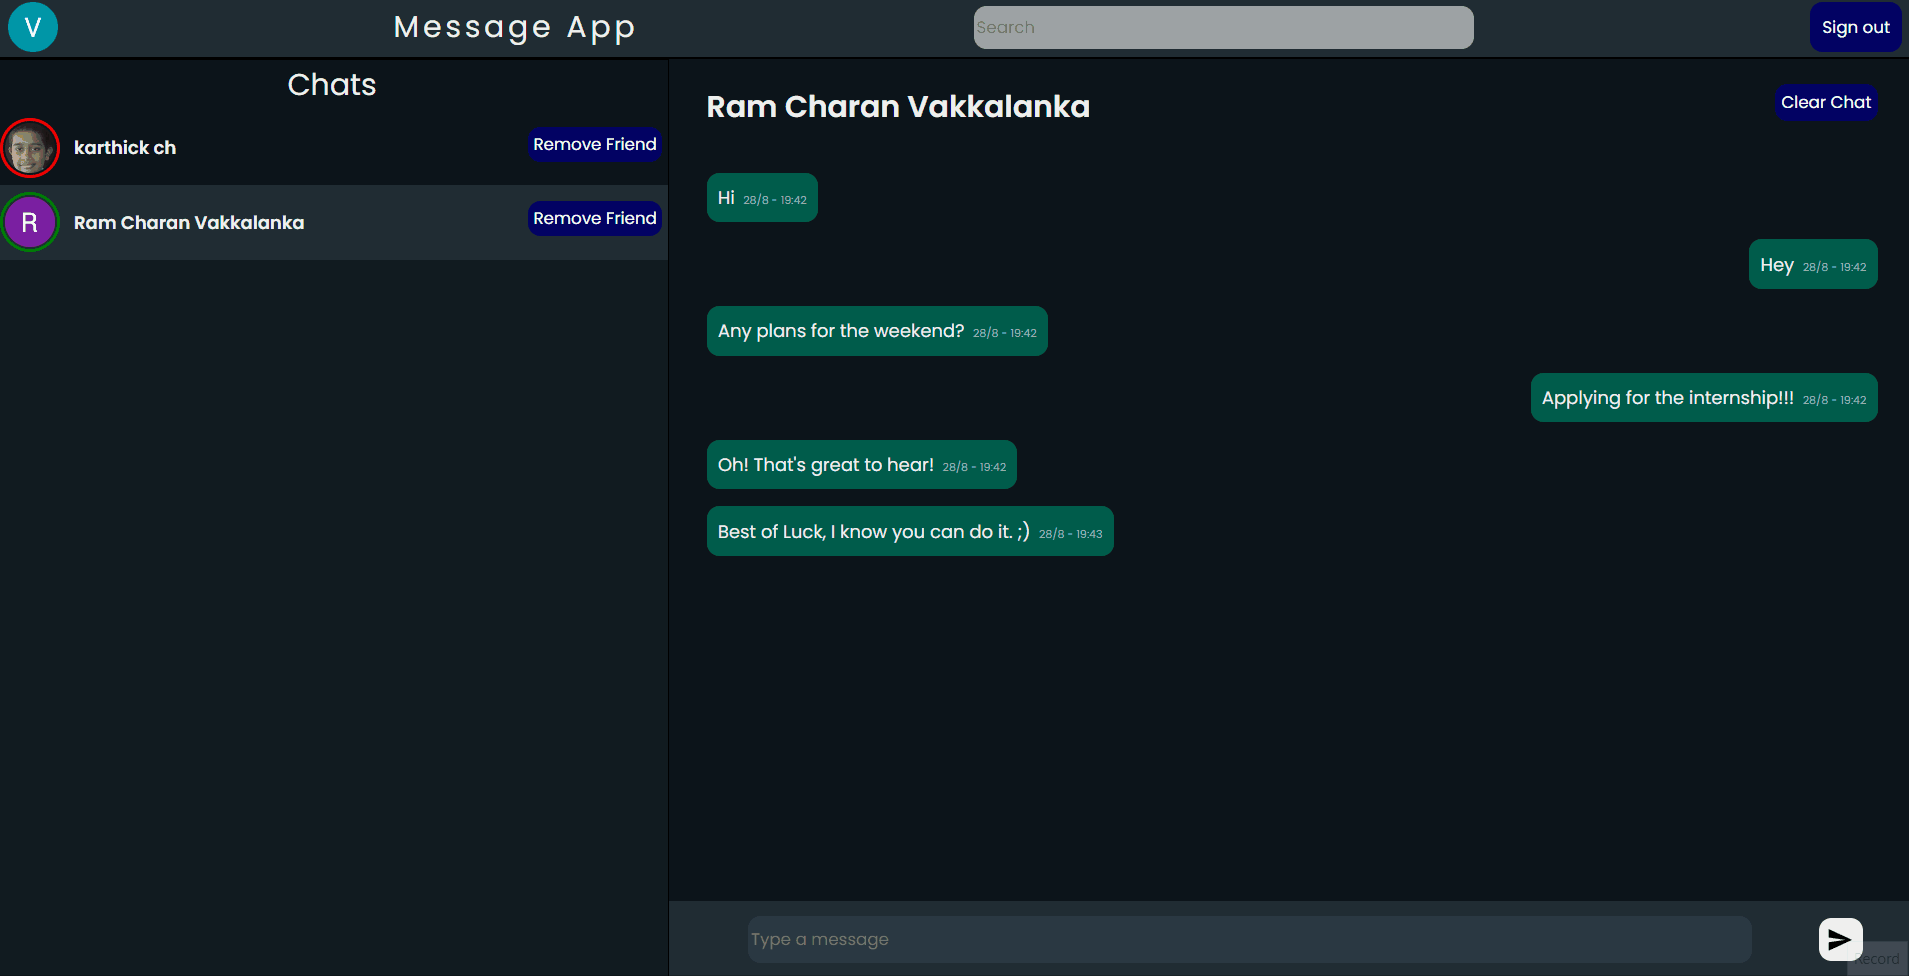 V
Message App
Search
Sign out
Chats
karthick ch
Remove Friend
R
Ram Charan Vakkalanka
Remove Friend
Ram Charan Vakkalanka
Clear Chat
Hi 28/8 - 19:42
Hey 28/8 - 19:42
Any plans for the weekend? 28/8 - 19:42
Applying for the internship!!! 28/8 - 19:42
Oh! That's great to hear! 28/8 - 19:42
Best of Luck, I know you can do it. ;) 28/8 - 19:43
Type a message
Record